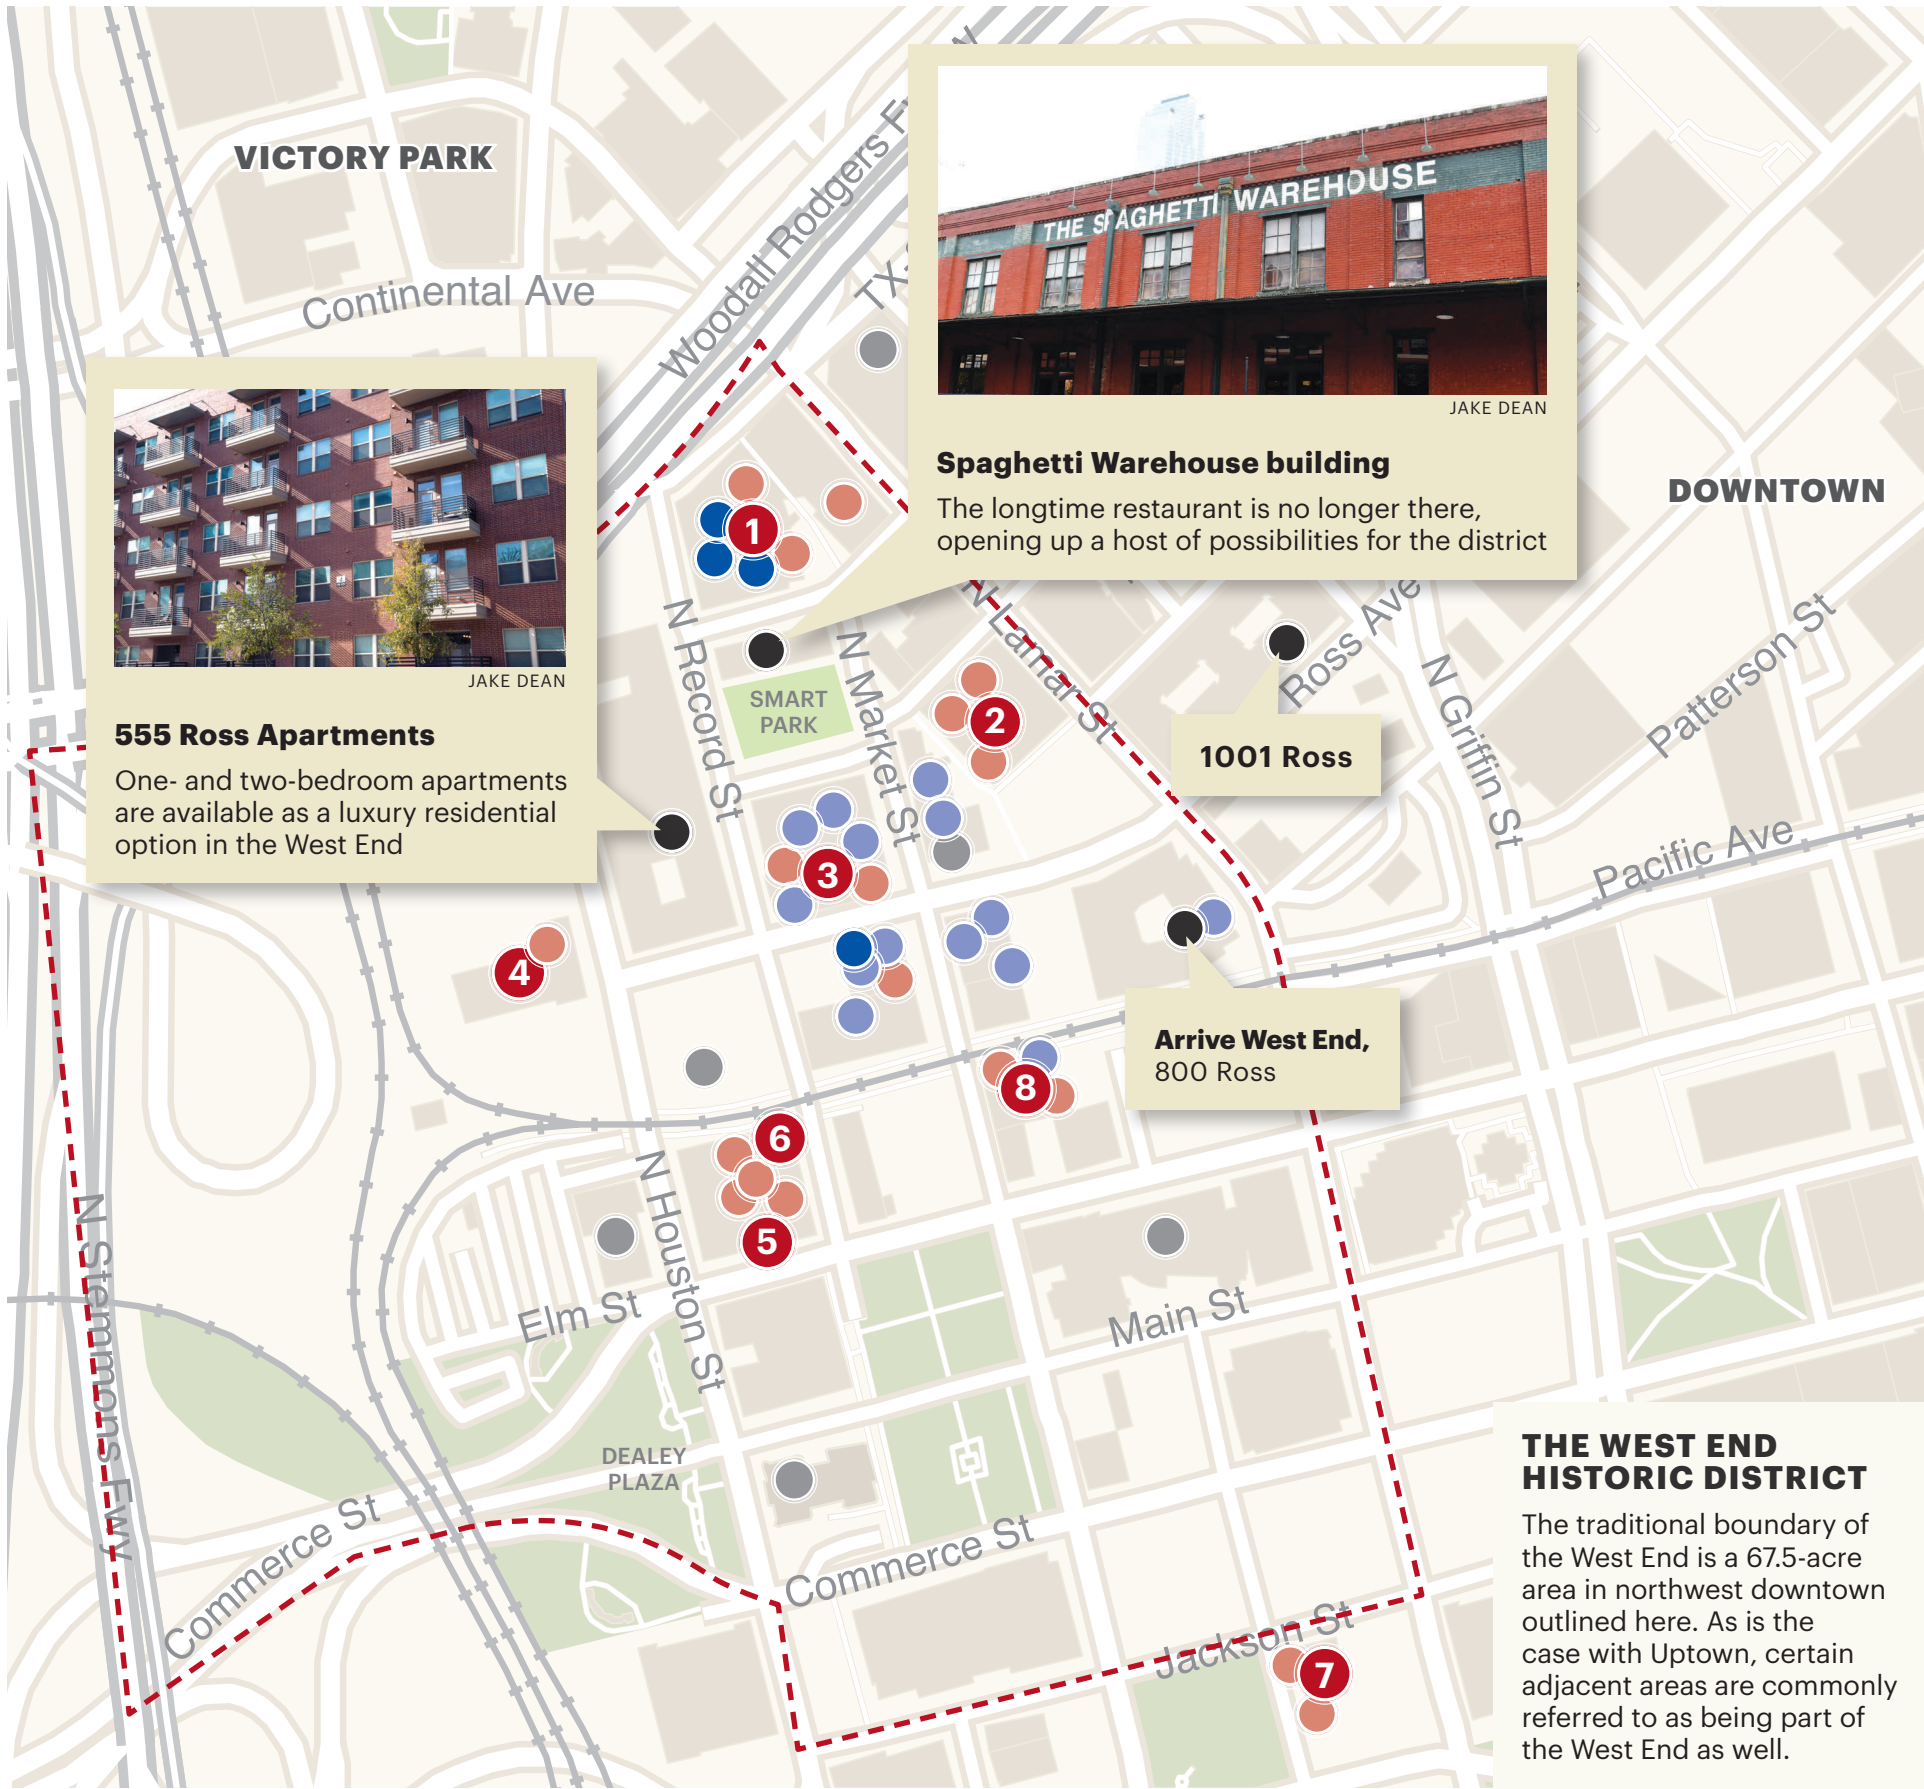 VICTORY PARK
Continental Ave
Woodall Rodgers
THE SPAGHETTI WAREHOUSE
JAKE DEAN
Spaghetti Warehouse building
The longtime restaurant is no longer there,
opening up a host of possibilities for the district
DOWNTOWN
JAKE DEAN
555 Ross Apartments
One- and two-bedroom apartments
are available as a luxury residential
option in the West End
1
N Record St
N Market St
N Lamar St
SMART
PARK
2
1001 Ross
Ross Ave
N Griffin St
Patterson St
Pacific Ave
3
4
Arrive West End,
800 Ross
8
6
5
N Houston St
N Stemmons Fwy
Elm St
Main St
DEALEY
PLAZA
Commerce St
Commerce St
Jackson St
7
THE WEST END
HISTORIC DISTRICT
The traditional boundary of
the West End is a 67.5-acre
area in northwest downtown
outlined here. As is the
case with Uptown, certain
adjacent areas are commonly
referred to as being part of
the West End as well.